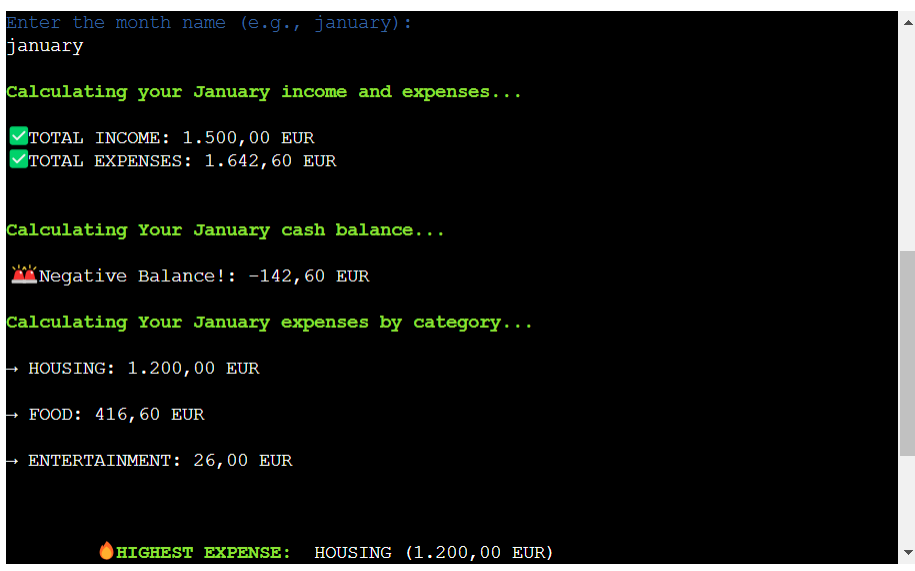 Enter the month name (e.g., january):
january
Calculating your January income and expenses...
✅TOTAL INCOME: 1.500,00 EUR
✅TOTAL EXPENSES: 1.642,60 EUR
Calculating Your January cash balance...
🚨Negative Balance!: -142,60 EUR
Calculating Your January expenses by category...
→ HOUSING: 1.200,00 EUR
→ FOOD: 416,60 EUR
→ ENTERTAINMENT: 26,00 EUR
🔥HIGHEST EXPENSE: HOUSING (1.200,00 EUR)